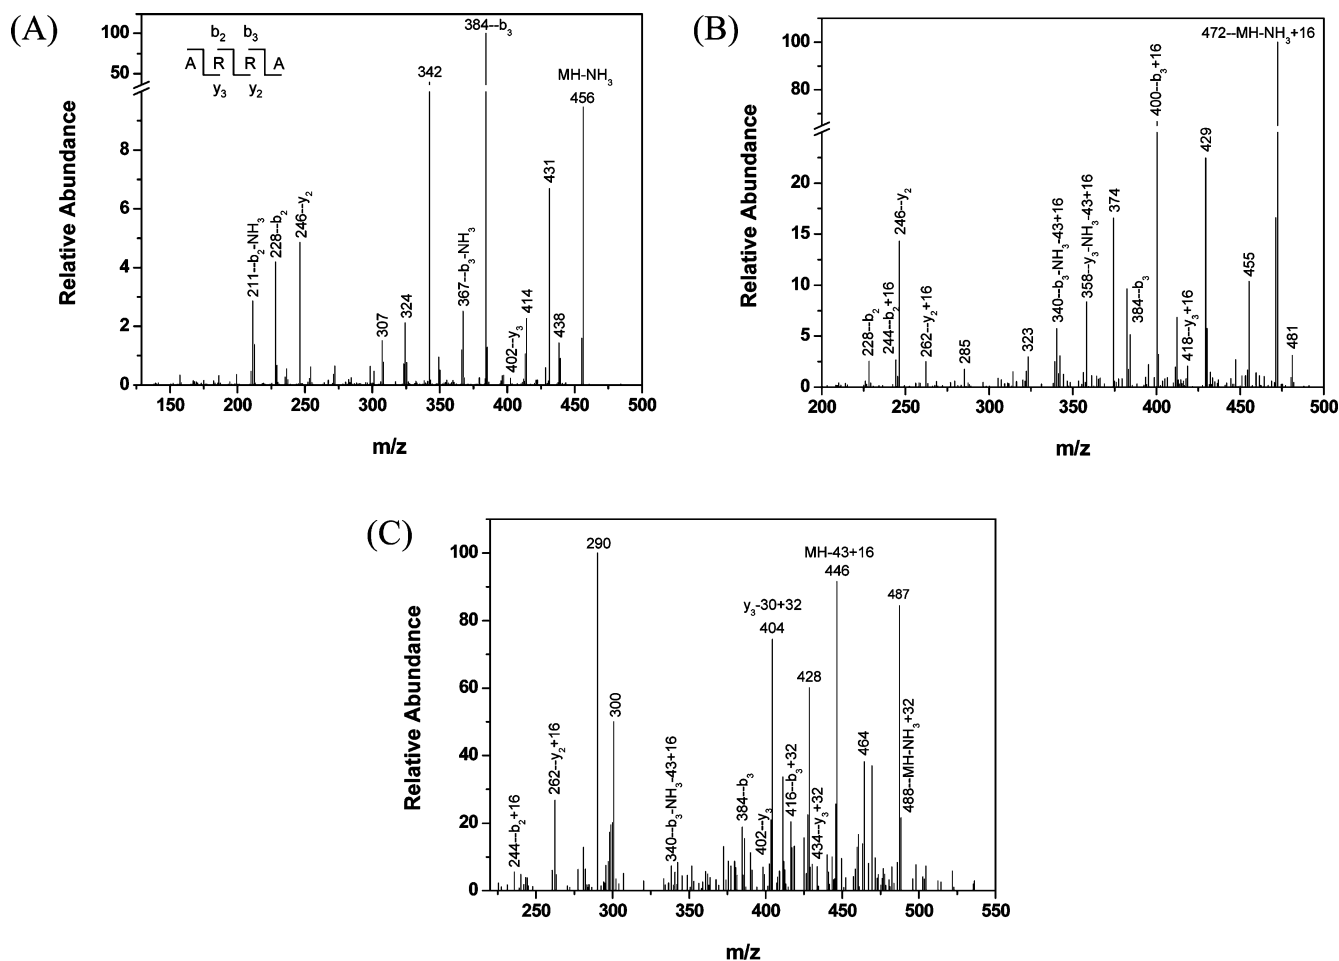 (A)
b2 b3
A R R A
y3 y2
Relative Abundance
100
50
8
6
4
2
0
211--b2-NH3
228--b2
246--y2
307
324
342
367--b3-NH3
384--b3
402--y3
414
431
438
MH-NH3
456
150 200 250 300 350 400 450 500
m/z
(B)
Relative Abundance
100
80
20
15
10
5
0
228--b2
244--b2+16
246--y2
262--y2+16
285
323
340--b3-NH3-43+16
358--y3-NH3-43+16
374
384--b3
400--b3+16
418--y3+16
429
455
472--MH-NH3+16
481
200 250 300 350 400 450 500
m/z
(C)
Relative Abundance
100
80
60
40
20
0
244--b2+16
262--y2+16
290
300
340--b3-NH3-43+16
384--b3
402--y3
y3-30+32
404
416--b3+32
428
434--y3+32
MH-43+16
446
464
487
488--MH-NH3+32
250 300 350 400 450 500 550
m/z